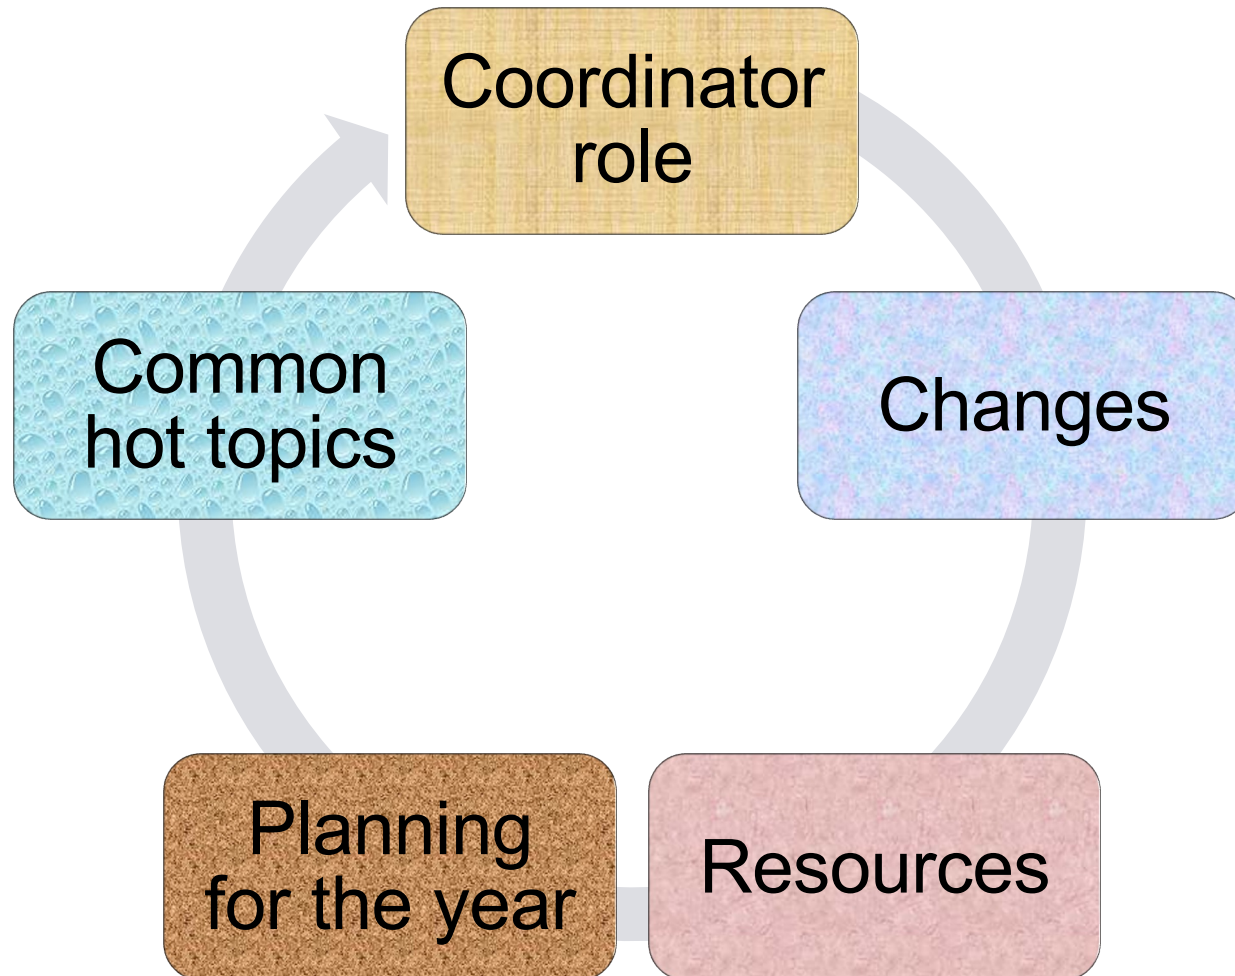 Coordinator
role
Changes
Resources
Planning
for the year
Common
hot topics